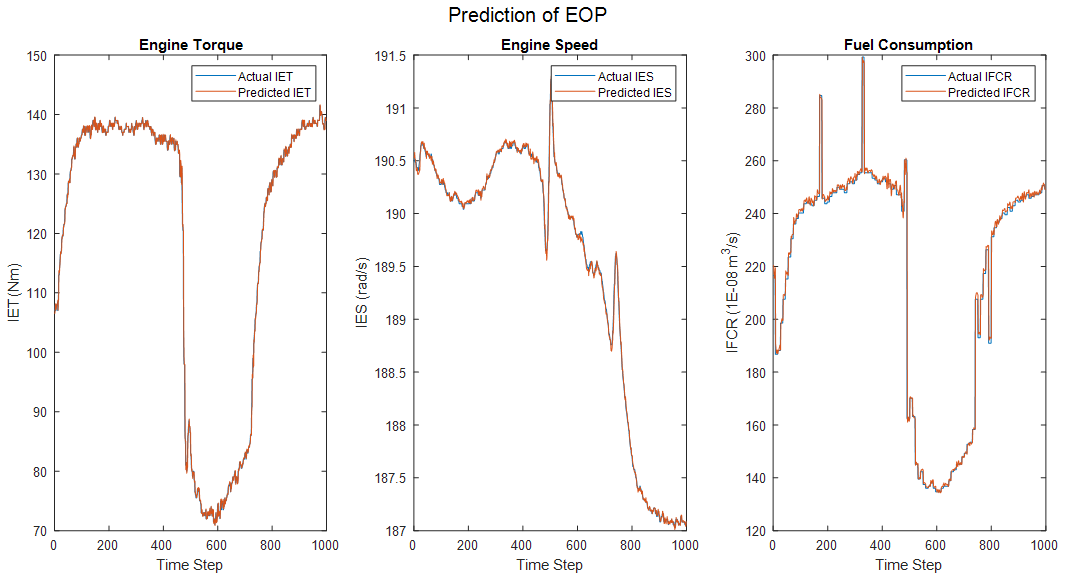 Prediction of EOP
Engine Torque
Actual IET
Predicted IET
IET (Nm)
150
140
130
120
110
100
90
80
70
0
200
400
600
800
1000
Time Step
Engine Speed
Actual IES
Predicted IES
IES (rad/s)
191.5
191
190.5
190
189.5
189
188.5
188
187.5
187
0
200
400
600
800
1000
Time Step
Fuel Consumption
Actual IFCR
Predicted IFCR
IFCR (1E-08 m³/s)
300
280
260
240
220
200
180
160
140
120
0
200
400
600
800
1000
Time Step